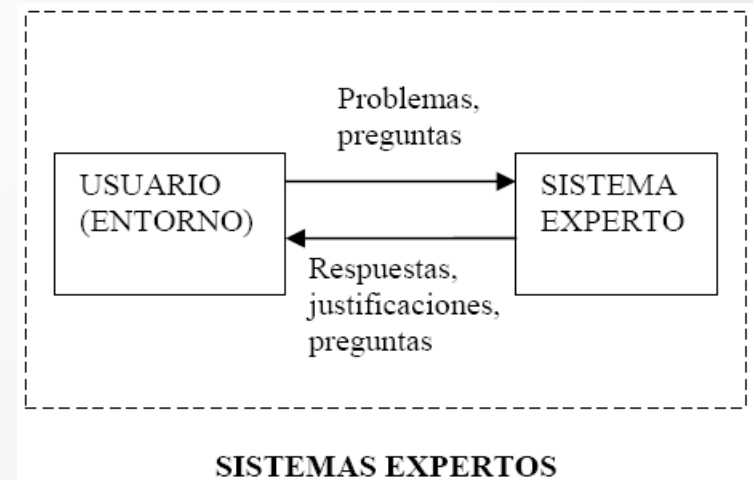 Problemas,
preguntas
USUARIO
(ENTORNO)
SISTEMA
EXPERTO
Respuestas,
justificaciones,
preguntas
SISTEMAS EXPERTOS